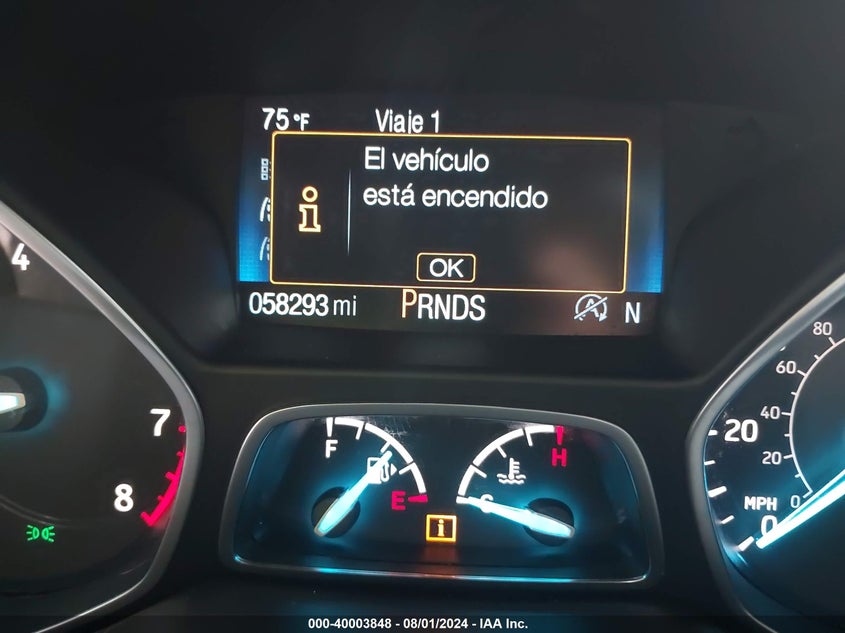 75°F Viaje 1
El vehículo
está encendido
i
OK
058293 mi PRNDS A N
4
7
8
F
E
i
H
C
80
60
40
20
0
20
MPH
0
000-40003848 - 08/01/2024 - IAA Inc.